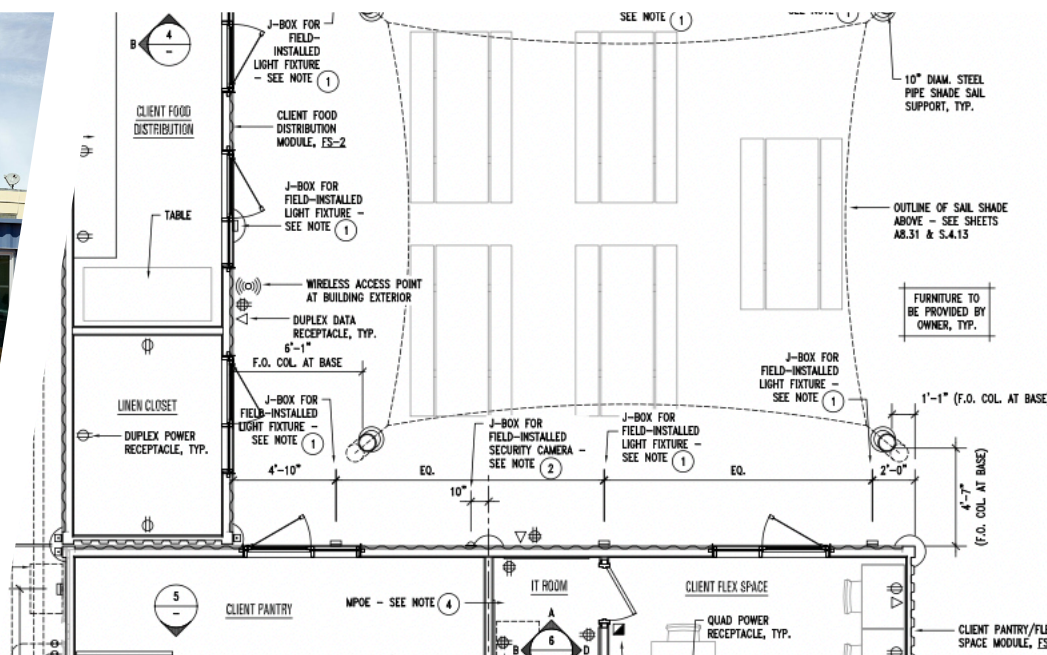 SEE NOTE 1
SEE NOTE 1
J-BOX FOR
FIELD-
INSTALLED
LIGHT FIXTURE
- SEE NOTE 1
4
B
-
10" DIAM. STEEL
PIPE SHADE SAIL
SUPPORT, TYP.
CLIENT FOOD
DISTRIBUTION
CLIENT FOOD
DISTRIBUTION
MODULE, FS-2
J-BOX FOR
FIELD-INSTALLED
LIGHT FIXTURE -
SEE NOTE 1
TABLE
OUTLINE OF SAIL SHADE
ABOVE - SEE SHEETS
A8.31 & S.4.13
WIRELESS ACCESS POINT
AT BUILDING EXTERIOR
DUPLEX DATA
RECEPTACLE, TYP.
FURNITURE TO
BE PROVIDED BY
OWNER, TYP.
6'-1"
F.O. COL. AT BASE
J-BOX FOR
FIELD-INSTALLED
LIGHT FIXTURE -
SEE NOTE 1
1'-1" (F.O. COL. AT BASE
LINEN CLOSET
J-BOX FOR
FIELD-INSTALLED
LIGHT FIXTURE -
SEE NOTE 1
DUPLEX POWER
RECEPTACLE, TYP.
J-BOX FOR
FIELD-INSTALLED
SECURITY CAMERA -
SEE NOTE 2
J-BOX FOR
FIELD-INSTALLED
LIGHT FIXTURE -
SEE NOTE 1
4'-10"
EQ.
EQ.
2'-0"
10"
4'-7"
(F.O. COL. AT BASE)
5
-
CLIENT PANTRY
MPOE - SEE NOTE 4
IT ROOM
A
6
B
D
CLIENT FLEX SPACE
QUAD POWER
RECEPTACLE, TYP.
CLIENT PANTRY/FLE
SPACE MODULE, FS